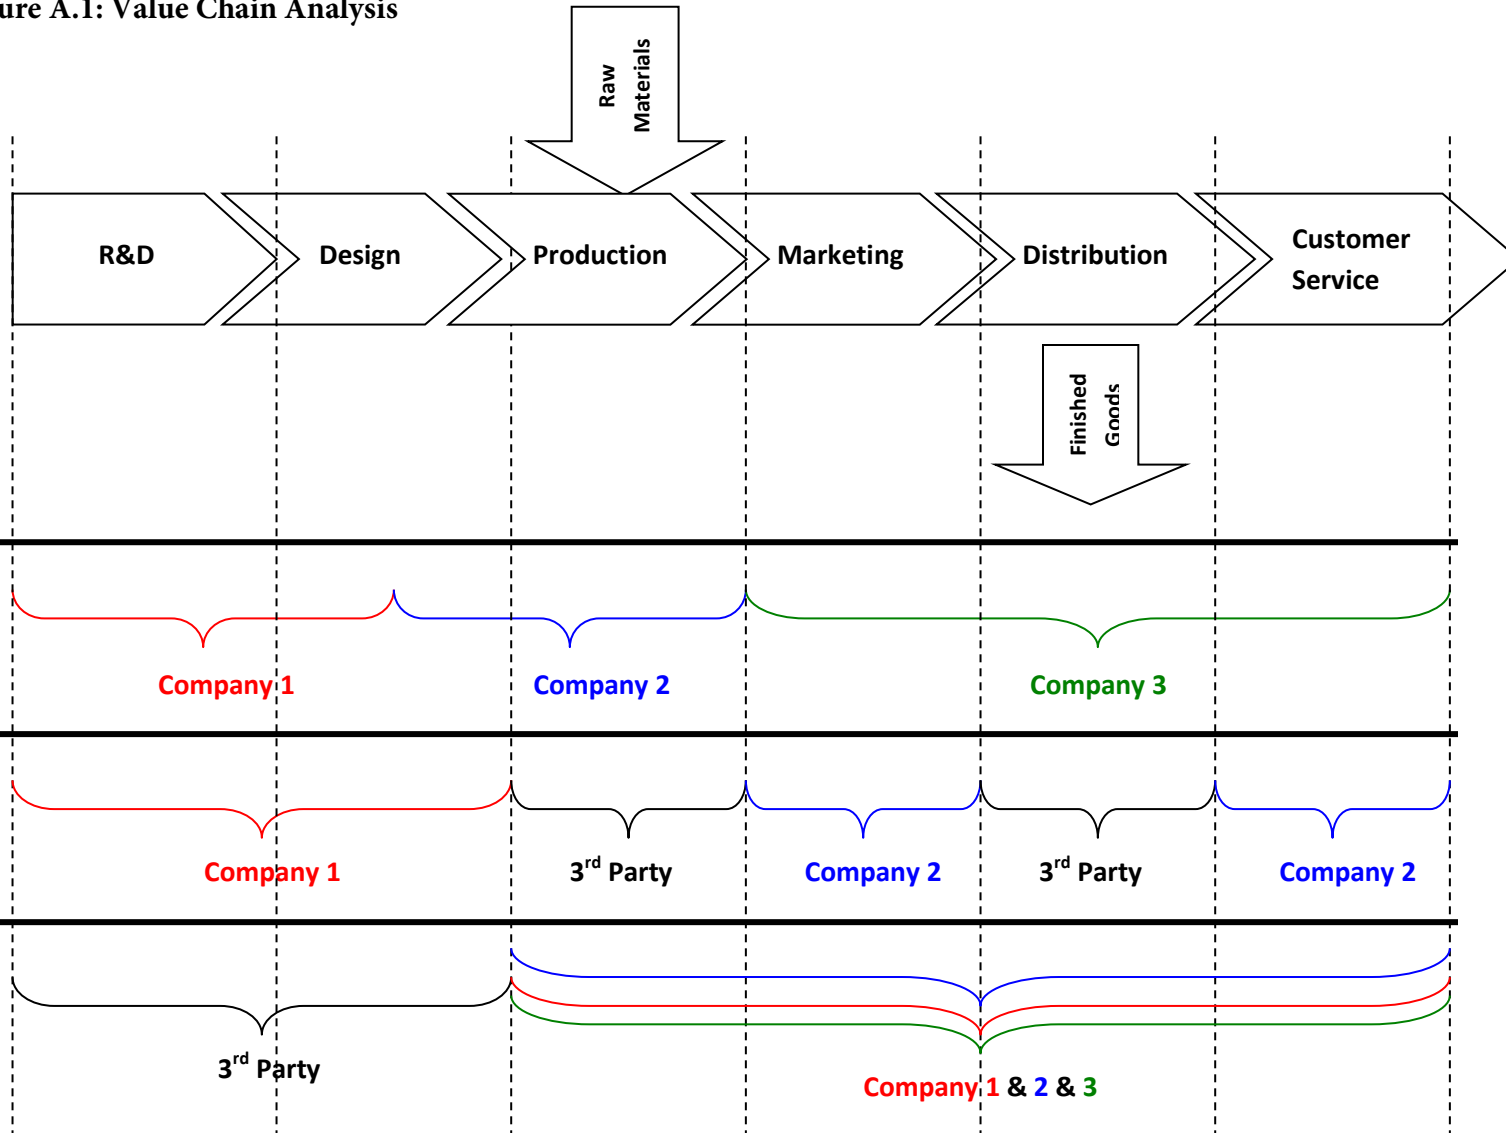 ure A.1: Value Chain Analysis
Raw
Materials
R&D
Design
Production
Marketing
Distribution
Customer
Service
Finished
Goods
Company 1
Company 2
Company 3
Company 1
3rd Party
Company 2
3rd Party
Company 2
3rd Party
Company 1 & 2 & 3